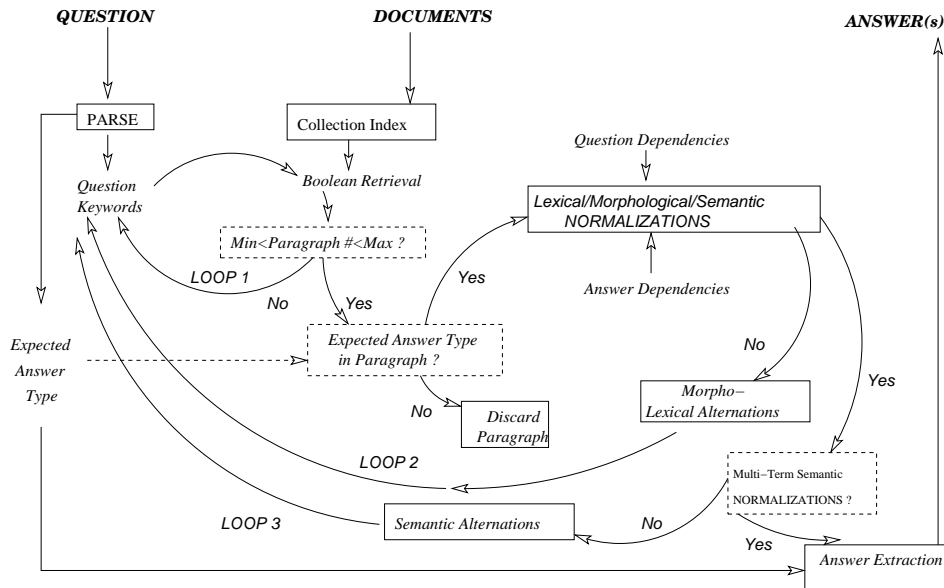 QUESTION
DOCUMENTS
ANSWER(s)
PARSE
Collection Index
Question Dependencies
Question
Keywords
Boolean Retrieval
Lexical/Morphological/Semantic
NORMALIZATIONS
Min<Paragraph #<Max ?
LOOP 1
No
Yes
Yes
Answer Dependencies
Expected
Answer
Type
Expected Answer Type
in Paragraph ?
No
Yes
No
Discard
Paragraph
Morpho−
Lexical Alternations
LOOP 2
Multi−Term Semantic
NORMALIZATIONS ?
LOOP 3
Semantic Alternations
No
Yes
Answer Extraction